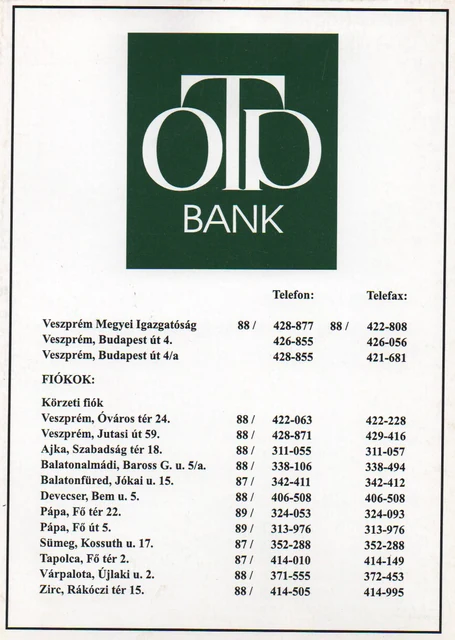 OTP
BANK
Telefon: Telefax:
Veszprém Megyei Igazgatóság 88 / 428-877 88 / 422-808
Veszprém, Budapest út 4. 426-855 426-056
Veszprém, Budapest út 4/a 428-855 421-681
FIÓKOK:
Körzeti fiók
Veszprém, Óváros tér 24. 88 / 422-063 422-228
Veszprém, Jutasi út 59. 88 / 428-871 429-416
Ajka, Szabadság tér 18. 88 / 311-055 311-057
Balatonalmádi, Baross G. u. 5/a. 88 / 338-106 338-494
Balatonfüred, Jókai u. 15. 87 / 342-411 342-412
Devecser, Bem u. 5. 88 / 406-508 406-508
Pápa, Fő tér 22. 89 / 324-053 324-093
Pápa, Fő út 5. 89 / 313-976 313-976
Sümeg, Kossuth u. 17. 87 / 352-288 352-288
Tapolca, Fő tér 2. 87 / 414-010 414-149
Várpalota, Újlaki u. 2. 88 / 371-555 372-453
Zirc, Rákóczi tér 15. 88 / 414-505 414-995